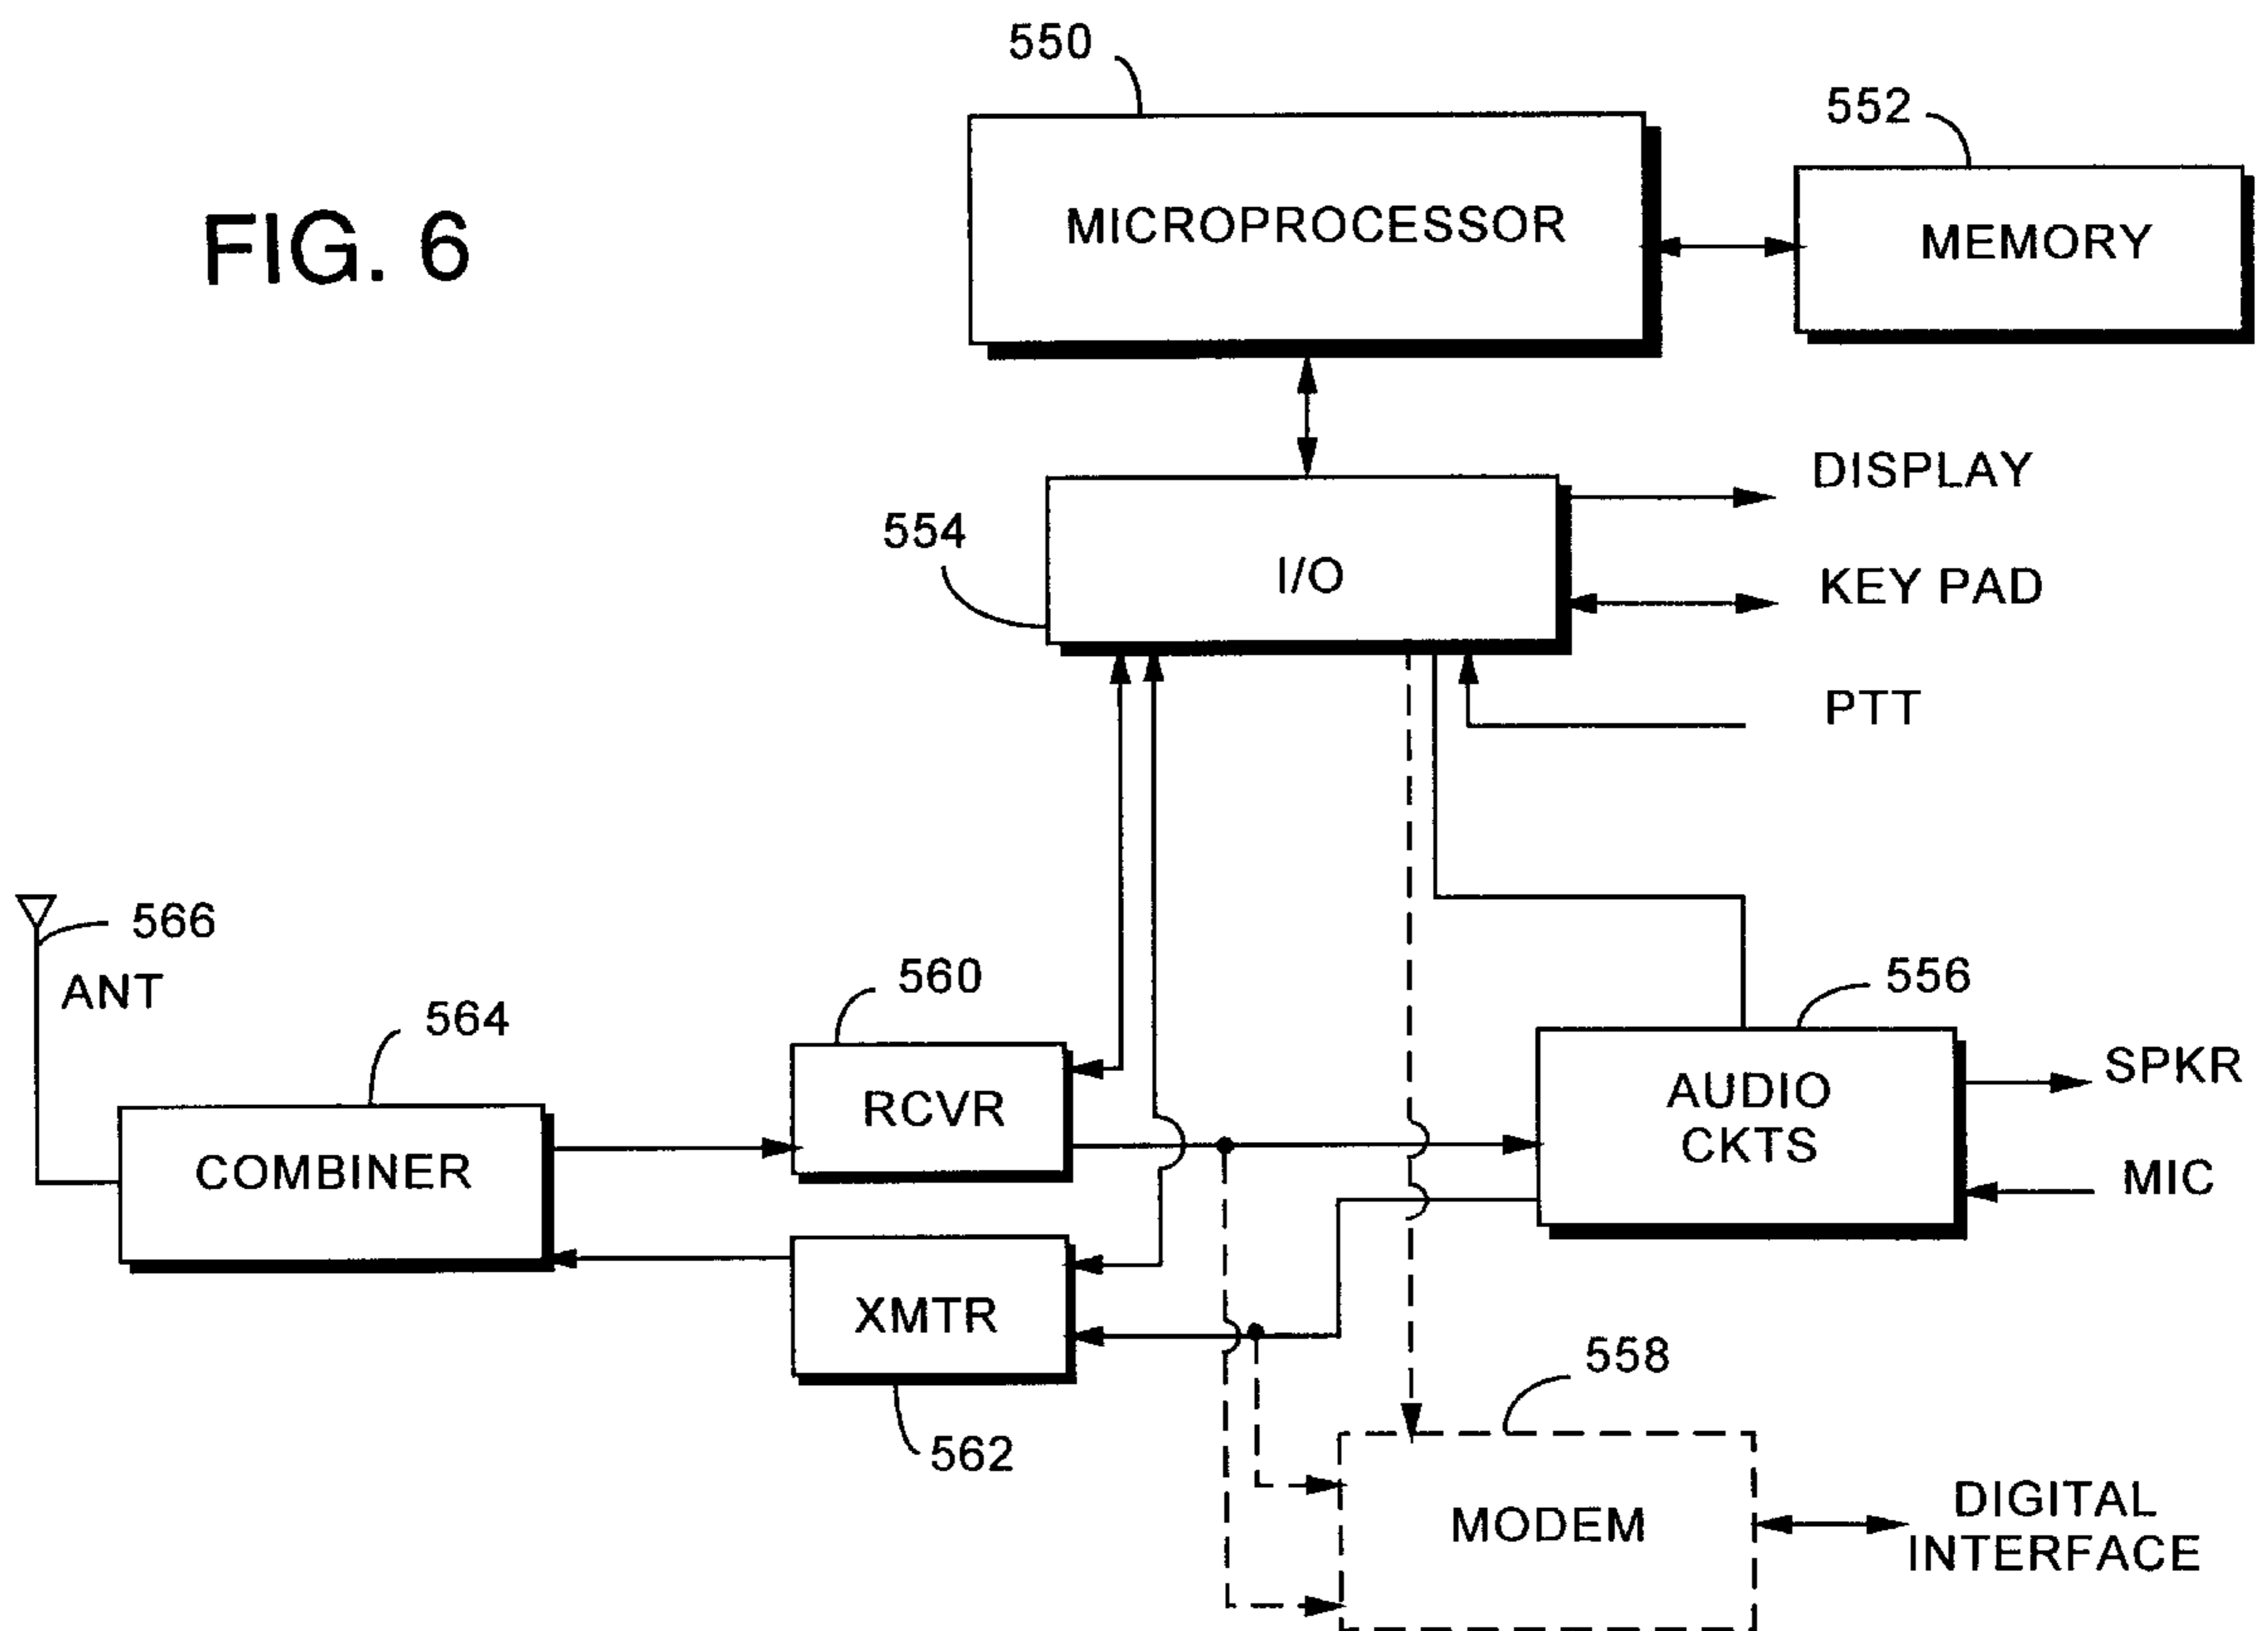 550
552
FIG. 6
MICROPROCESSOR
MEMORY
DISPLAY
554
I/O
KEY PAD
PTT
566
ANT
560
556
564
RCVR
AUDIO
CKTS
SPKR
COMBINER
MIC
XMTR
558
562
MODEM
DIGITAL
INTERFACE